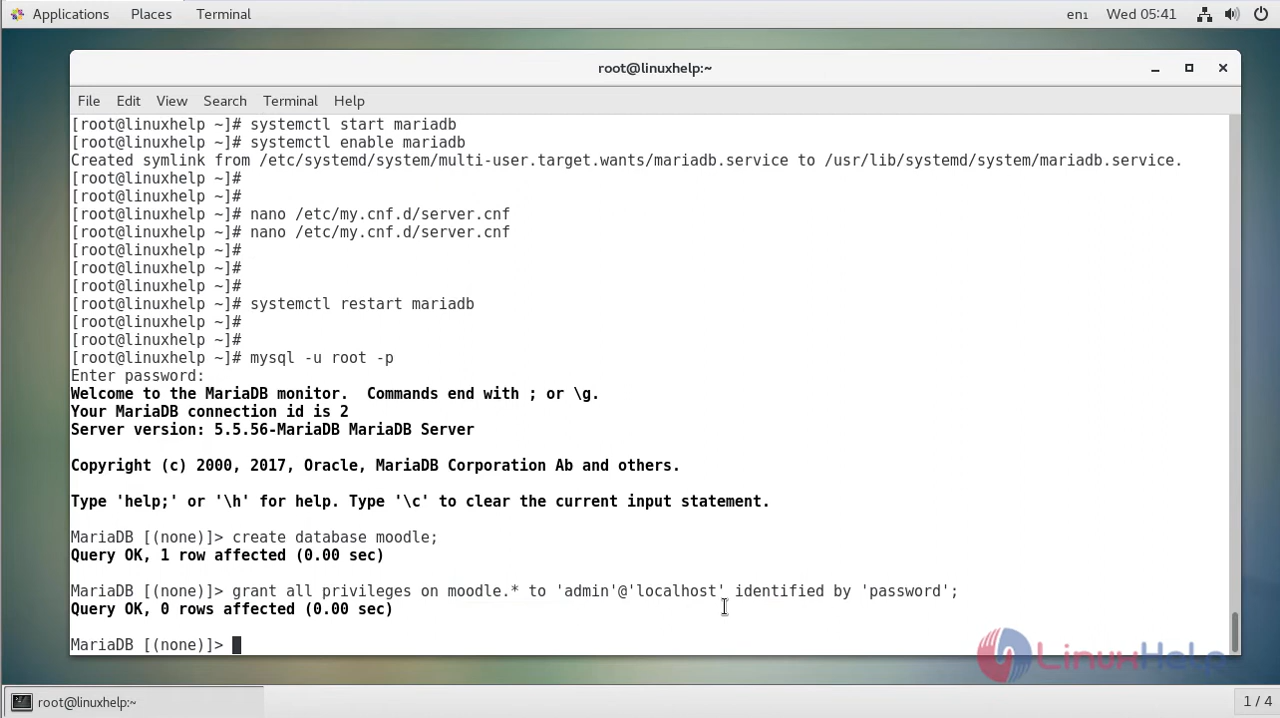 Applications Places Terminal en1 Wed 05:41
root@linuxhelp:~
File Edit View Search Terminal Help
[root@linuxhelp ~]# systemctl start mariadb
[root@linuxhelp ~]# systemctl enable mariadb
Created symlink from /etc/systemd/system/multi-user.target.wants/mariadb.service to /usr/lib/systemd/system/mariadb.service.
[root@linuxhelp ~]#
[root@linuxhelp ~]#
[root@linuxhelp ~]# nano /etc/my.cnf.d/server.cnf
[root@linuxhelp ~]# nano /etc/my.cnf.d/server.cnf
[root@linuxhelp ~]#
[root@linuxhelp ~]#
[root@linuxhelp ~]#
[root@linuxhelp ~]# systemctl restart mariadb
[root@linuxhelp ~]#
[root@linuxhelp ~]#
[root@linuxhelp ~]# mysql -u root -p
Enter password:
Welcome to the MariaDB monitor.  Commands end with ; or \g.
Your MariaDB connection id is 2
Server version: 5.5.56-MariaDB MariaDB Server
Copyright (c) 2000, 2017, Oracle, MariaDB Corporation Ab and others.
Type 'help;' or '\h' for help. Type '\c' to clear the current input statement.
MariaDB [(none)]> create database moodle;
Query OK, 1 row affected (0.00 sec)
MariaDB [(none)]> grant all privileges on moodle.* to 'admin'@'localhost' identified by 'password';
Query OK, 0 rows affected (0.00 sec)
MariaDB [(none)]>
LinuxHelp
root@linuxhelp:~ 1 / 4